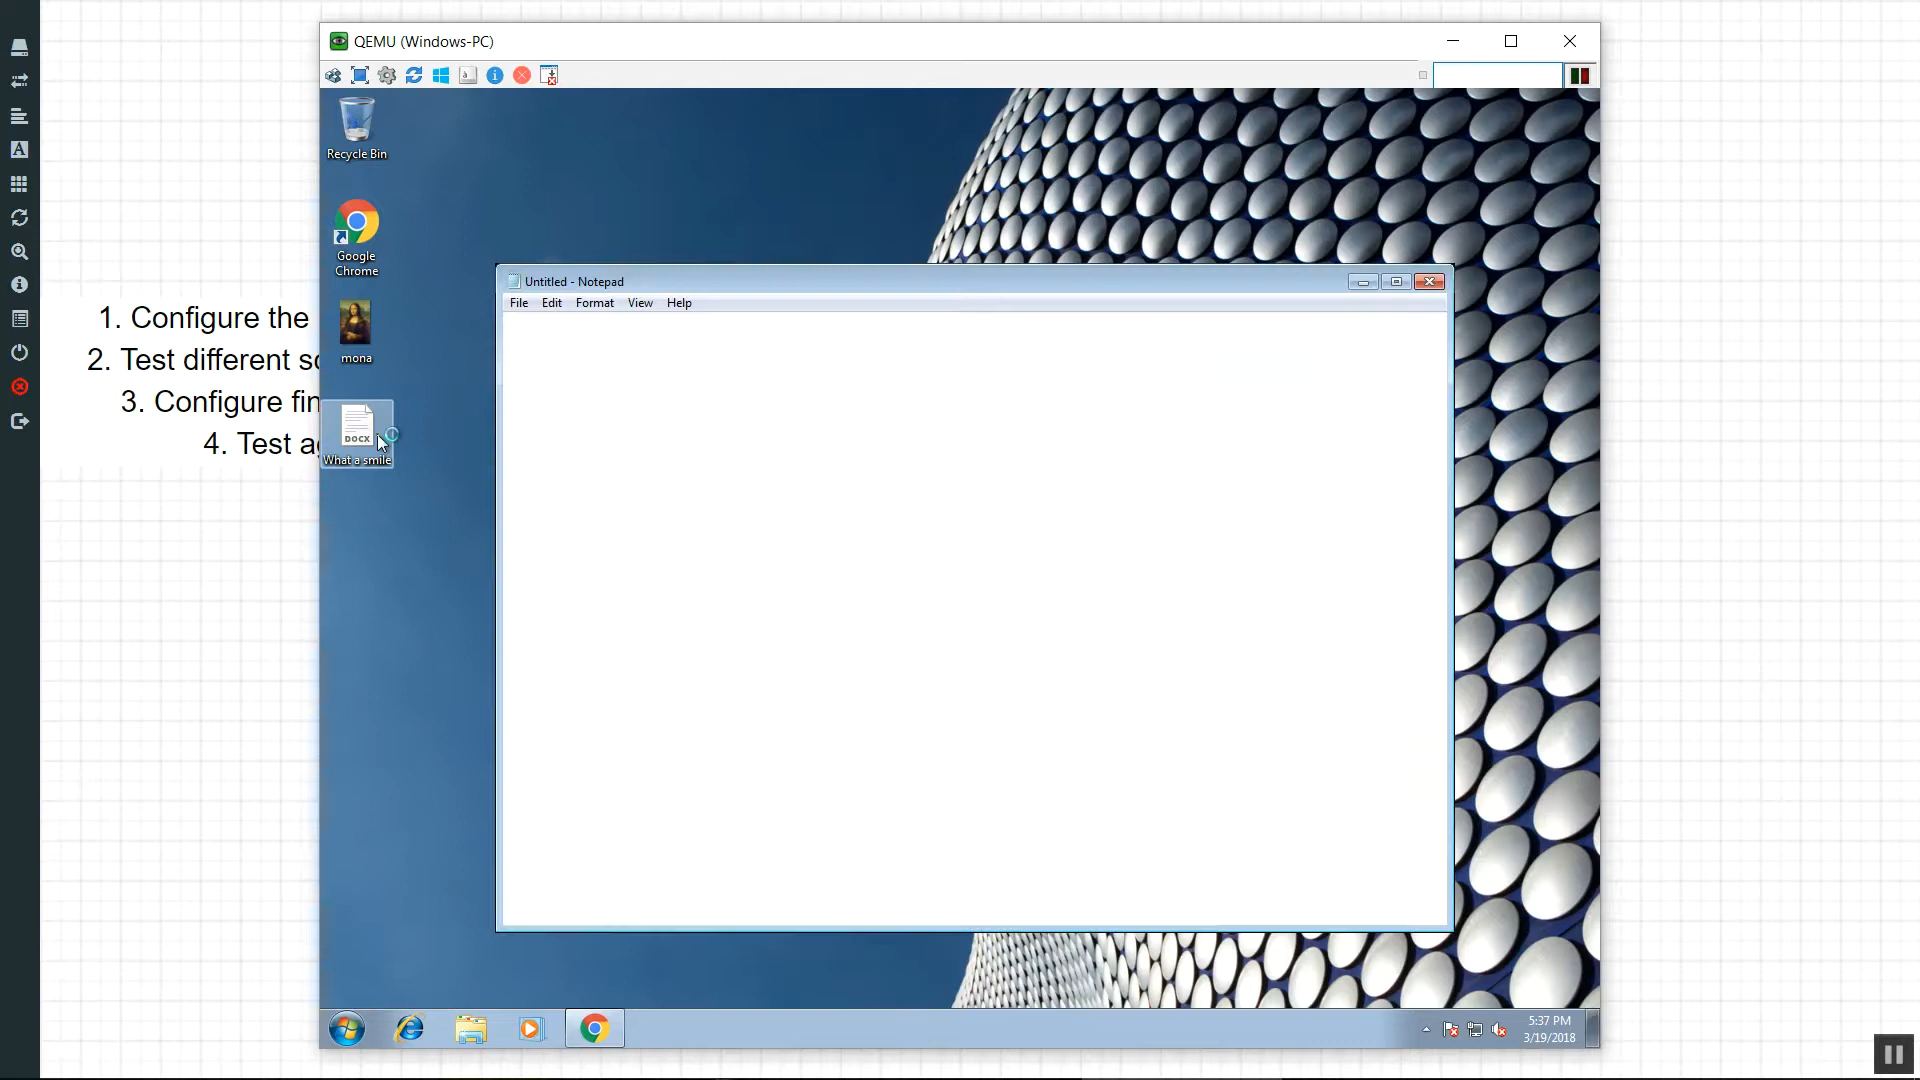 QEMU (Windows-PC)
Recycle Bin
Google
Chrome
mona
DOCX
What a smile
Untitled - Notepad
File Edit Format View Help
1. Configure the
2. Test different
3. Configure
4. Test
5:37 PM
3/19/2018